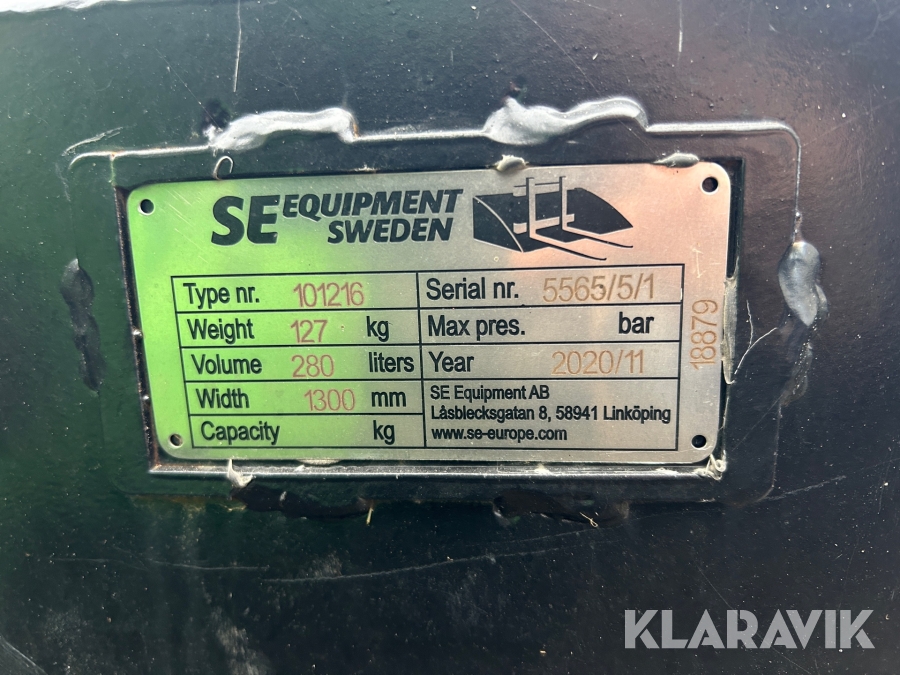 SE EQUIPMENT
SWEDEN
Type nr. 101216
Serial nr. 5565/5/1
Weight 127 kg
Max pres. bar
Volume 280 liters
Year 2020/11
Width 1300 mm
SE Equipment AB
Låsblecksgatan 8, 58941 Linköping
www.se-europe.com
Capacity kg
18879
KLARAVIK